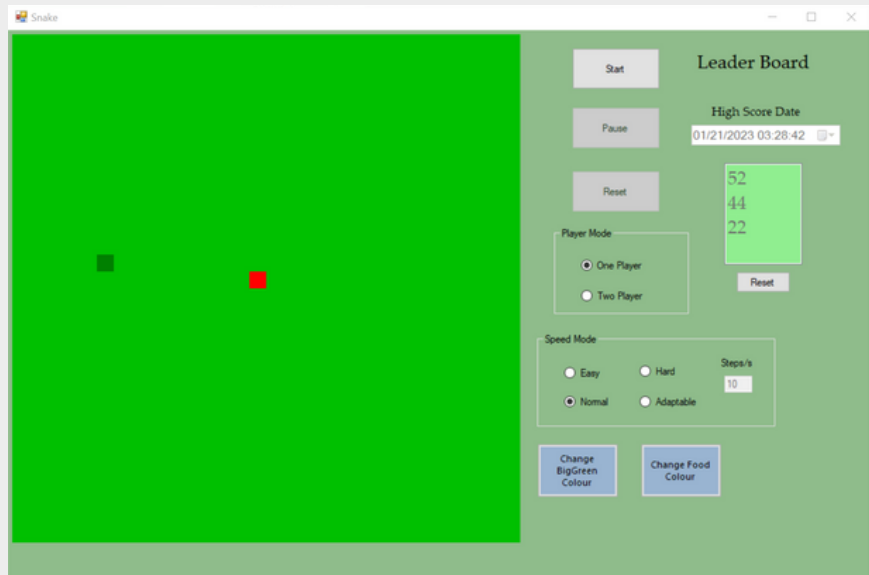 Snake
Start
Leader Board
Pause
High Score Date
01/21/2023 03:28:42
Reset
52
44
22
Player Mode
One Player
Two Player
Reset
Speed Mode
Easy
Hard
Steps/s
10
Normal
Adaptable
Change
BigGreen
Colour
Change Food
Colour